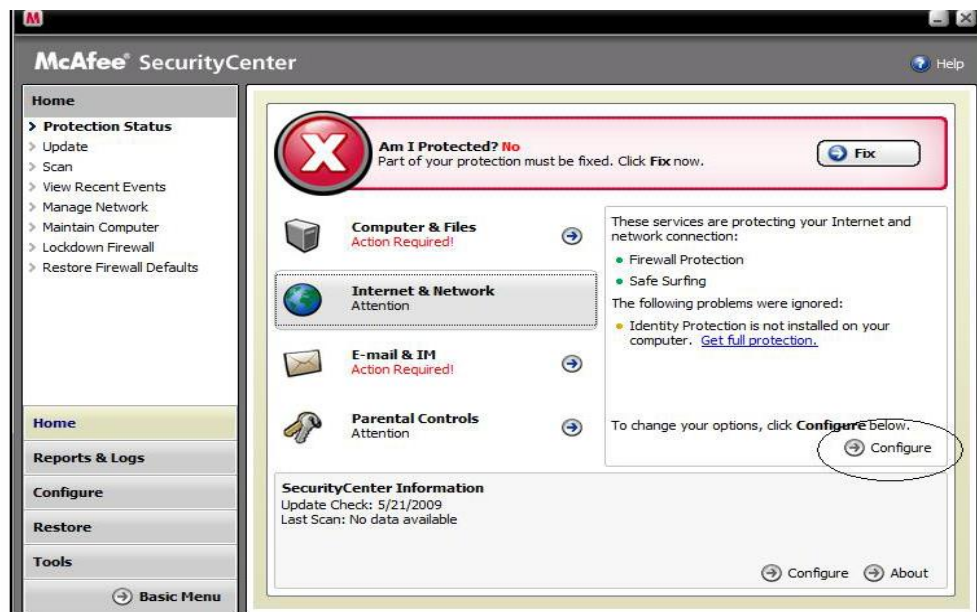 McAfee® SecurityCenter
Help
Home
Protection Status
Update
Scan
View Recent Events
Manage Network
Maintain Computer
Lockdown Firewall
Restore Firewall Defaults
Home
Reports & Logs
Configure
Restore
Tools
Basic Menu
Am I Protected? No
Part of your protection must be fixed. Click Fix now.
Fix
Computer & Files
Action Required!
Internet & Network
Attention
E-mail & IM
Action Required!
Parental Controls
Attention
These services are protecting your Internet and
network connection:
Firewall Protection
Safe Surfing
The following problems were ignored:
Identity Protection is not installed on your
computer. Get full protection.
To change your options, click Configure below.
Configure
SecurityCenter Information
Update Check: 5/21/2009
Last Scan: No data available
Configure
About